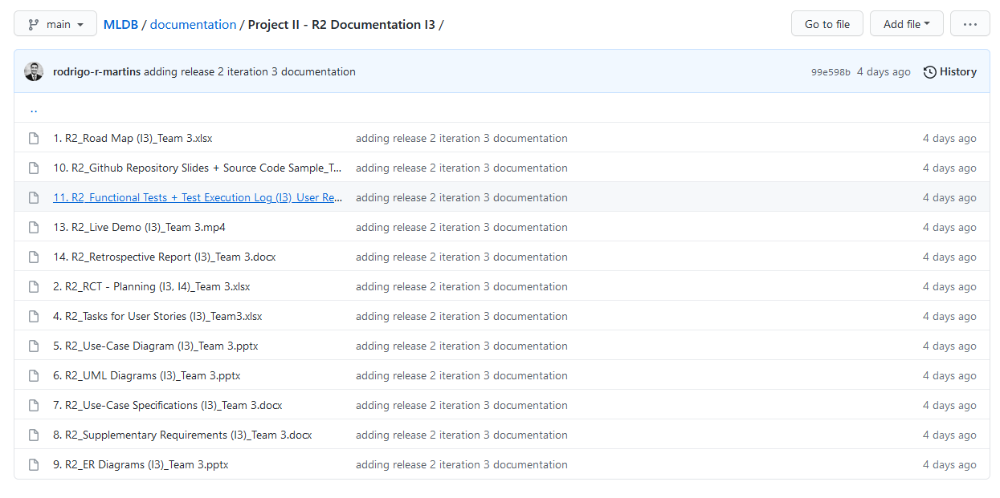 main MLDB / documentation / Project II - R2 Documentation I3 / Go to file Add file ...
rodrigo-r-martins adding release 2 iteration 3 documentation 99e598b 4 days ago History
..
1. R2_Road Map (I3)_Team 3.xlsx adding release 2 iteration 3 documentation 4 days ago
10. R2_Github Repository Slides + Source Code Sample_T... adding release 2 iteration 3 documentation 4 days ago
11. R2_Functional Tests + Test Execution Log (I3)_User Re... adding release 2 iteration 3 documentation 4 days ago
13. R2_Live Demo (I3)_Team 3.mp4 adding release 2 iteration 3 documentation 4 days ago
14. R2_Retrospective Report (I3)_Team 3.docx adding release 2 iteration 3 documentation 4 days ago
2. R2_RCT - Planning (I3, I4)_Team 3.xlsx adding release 2 iteration 3 documentation 4 days ago
4. R2_Tasks for User Stories (I3)_Team3.xlsx adding release 2 iteration 3 documentation 4 days ago
5. R2_Use-Case Diagram (I3)_Team 3.pptx adding release 2 iteration 3 documentation 4 days ago
6. R2_UML Diagrams (I3)_Team 3.pptx adding release 2 iteration 3 documentation 4 days ago
7. R2_Use-Case Specifications (I3)_Team 3.docx adding release 2 iteration 3 documentation 4 days ago
8. R2_Supplementary Requirements (I3)_Team 3.docx adding release 2 iteration 3 documentation 4 days ago
9. R2_ER Diagrams (I3)_Team 3.pptx adding release 2 iteration 3 documentation 4 days ago